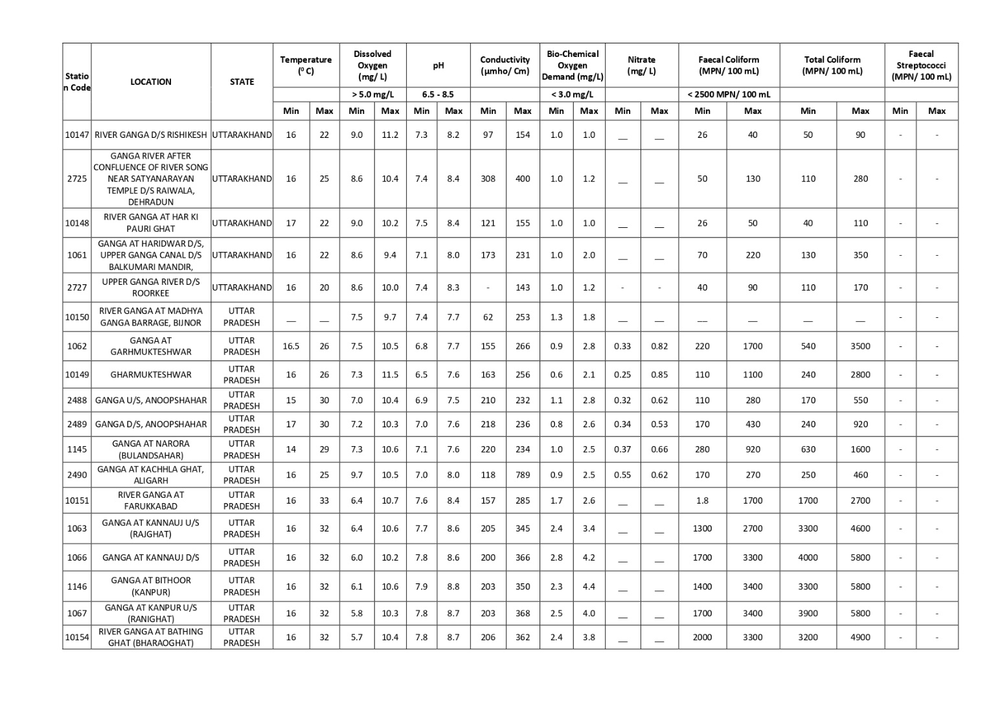 Statio
n Code
LOCATION
STATE
Temperature
(⁰ C)
Dissolved
Oxygen
(mg/ L)
pH
Conductivity
(µmho/ Cm)
Bio-Chemical
Oxygen
Demand (mg/L)
Nitrate
(mg/ L)
Faecal Coliform
(MPN/ 100 mL)
Total Coliform
(MPN/ 100 mL)
Faecal
Streptococci
(MPN/ 100 mL)
> 5.0 mg/L 6.5 - 8.5 < 3.0 mg/L < 2500 MPN/ 100 mL
Min Max Min Max Min Max Min Max Min Max Min Max Min Max Min Max Min Max
10147 RIVER GANGA D/S RISHIKESH UTTARAKHAND 16 22 9.0 11.2 7.3 8.2 97 154 1.0 1.0 __ __ 26 40 50 90 - -
GANGA RIVER AFTER
CONFLUENCE OF RIVER SONG
2725 NEAR SATYANARAYAN UTTARAKHAND 16 25 8.6 10.4 7.4 8.4 308 400 1.0 1.2 __ __ 50 130 110 280 - -
TEMPLE D/S RAIWALA,
DEHRADUN
10148 RIVER GANGA AT HAR KI
PAURI GHAT UTTARAKHAND 17 22 9.0 10.2 7.5 8.4 121 155 1.0 1.0 __ __ 26 50 40 110 - -
GANGA AT HARIDWAR D/S,
1061 UPPER GANGA CANAL D/S UTTARAKHAND 16 22 8.6 9.4 7.1 8.0 173 231 1.0 2.0 __ __ 70 220 130 350 - -
BALKUMARI MANDIR,
2727 UPPER GANGA RIVER D/S
ROORKEE UTTARAKHAND 16 20 8.6 10.0 7.4 8.3 - 143 1.0 1.2 - - 40 90 110 170 - -
10150 RIVER GANGA AT MADHYA
GANGA BARRAGE, BIJNOR UTTAR
PRADESH __ __ 7.5 9.7 7.4 7.7 62 253 1.3 1.8 __ __ __ __ __ __ - -
1062 GANGA AT
GARHMUKTESHWAR UTTAR
PRADESH 16.5 26 7.5 10.5 6.8 7.7 155 266 0.9 2.8 0.33 0.82 220 1700 540 3500 - -
10149 GHARMUKTESHWAR UTTAR
PRADESH 16 26 7.3 11.5 6.5 7.6 163 256 0.6 2.1 0.25 0.85 110 1100 240 2800 - -
2488 GANGA U/S, ANOOPSHAHAR UTTAR
PRADESH 15 30 7.0 10.4 6.9 7.5 210 232 1.1 2.8 0.32 0.62 110 280 170 550 - -
2489 GANGA D/S, ANOOPSHAHAR UTTAR
PRADESH 17 30 7.2 10.3 7.0 7.6 218 236 0.8 2.6 0.34 0.53 170 430 240 920 - -
1145 GANGA AT NARORA
(BULANDSAHAR) UTTAR
PRADESH 14 29 7.3 10.6 7.1 7.6 220 234 1.0 2.5 0.37 0.66 280 920 630 1600 - -
2490 GANGA AT KACHHLA GHAT,
ALIGARH UTTAR
PRADESH 16 25 9.7 10.5 7.0 8.0 118 789 0.9 2.5 0.55 0.62 170 270 250 460 - -
10151 RIVER GANGA AT
FARUKKABAD UTTAR
PRADESH 16 33 6.4 10.7 7.6 8.4 157 285 1.7 2.6 __ __ 1.8 1700 1700 2700 - -
1063 GANGA AT KANNAUJ U/S
(RAJGHAT) UTTAR
PRADESH 16 32 6.4 10.6 7.7 8.6 205 345 2.4 3.4 __ __ 1300 2700 3300 4600 - -
1066 GANGA AT KANNAUJ D/S UTTAR
PRADESH 16 32 6.0 10.2 7.8 8.6 200 366 2.8 4.2 __ __ 1700 3300 4000 5800 - -
1146 GANGA AT BITHOOR
(KANPUR) UTTAR
PRADESH 16 32 6.1 10.6 7.9 8.8 203 350 2.3 4.4 __ __ 1400 3400 3300 5800 - -
1067 GANGA AT KANPUR U/S
(RANIGHAT) UTTAR
PRADESH 16 32 5.8 10.3 7.8 8.7 203 368 2.5 4.0 __ __ 1700 3400 3900 5800 - -
10154 RIVER GANGA AT BATHING
GHAT (BHARAOGHAT) UTTAR
PRADESH 16 32 5.7 10.4 7.8 8.7 206 362 2.4 3.8 __ __ 2000 3300 3200 4900 - -